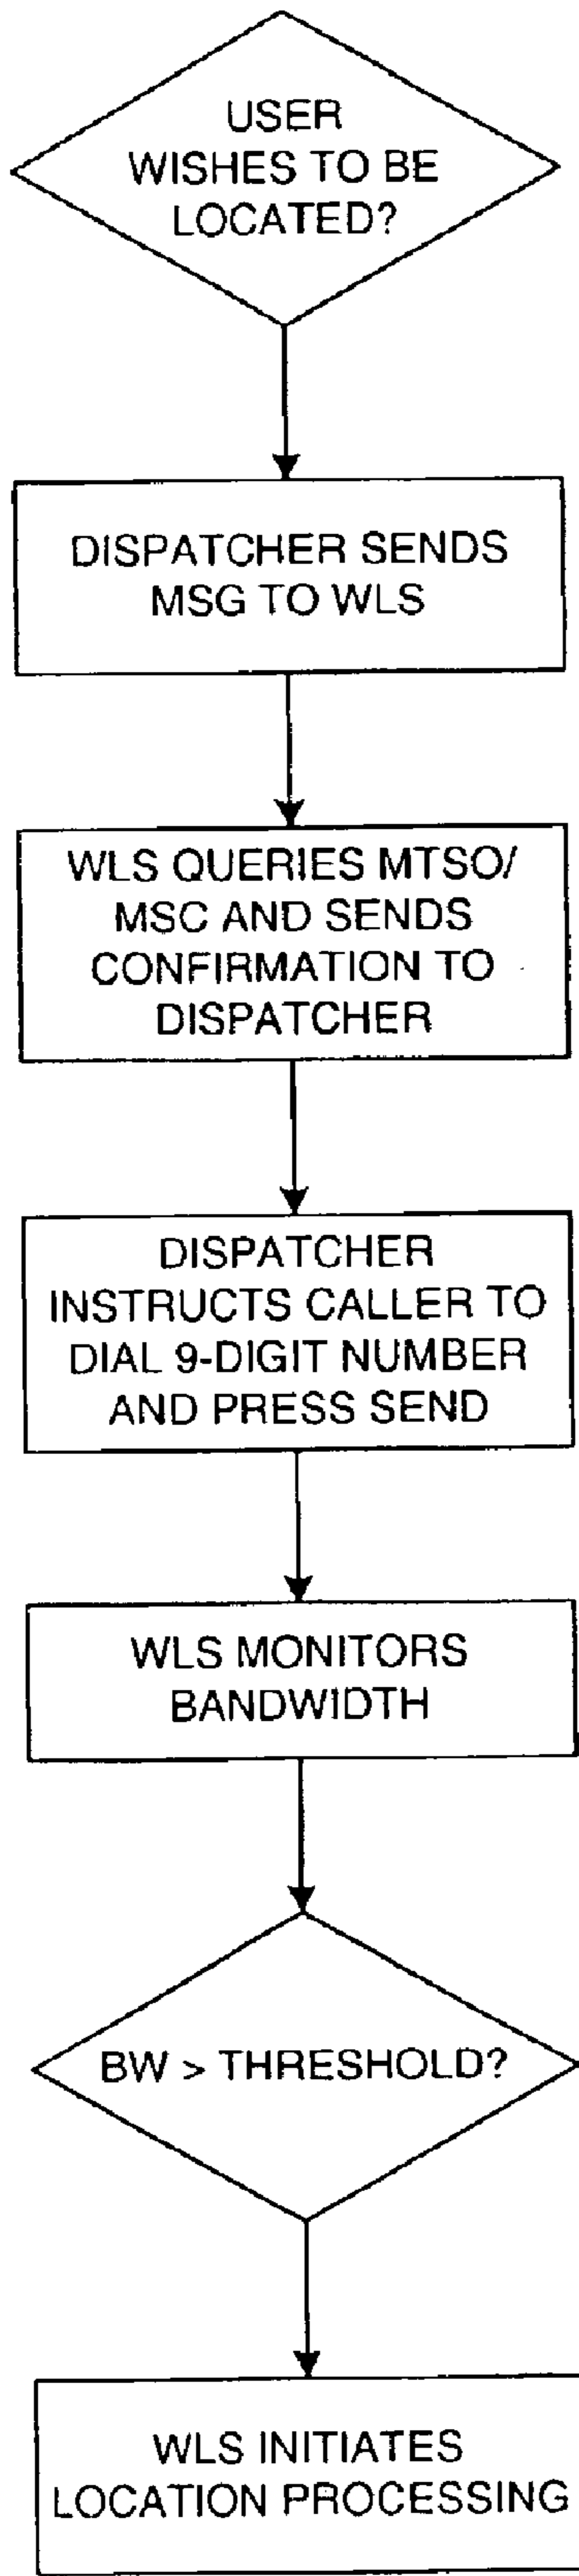 USER
WISHES TO BE
LOCATED?
DISPATCHER SENDS
MSG TO WLS
WLS QUERIES MTSO/
MSC AND SENDS
CONFIRMATION TO
DISPATCHER
DISPATCHER
INSTRUCTS CALLER TO
DIAL 9-DIGIT NUMBER
AND PRESS SEND
WLS MONITORS
BANDWIDTH
BW > THRESHOLD?
WLS INITIATES
LOCATION PROCESSING